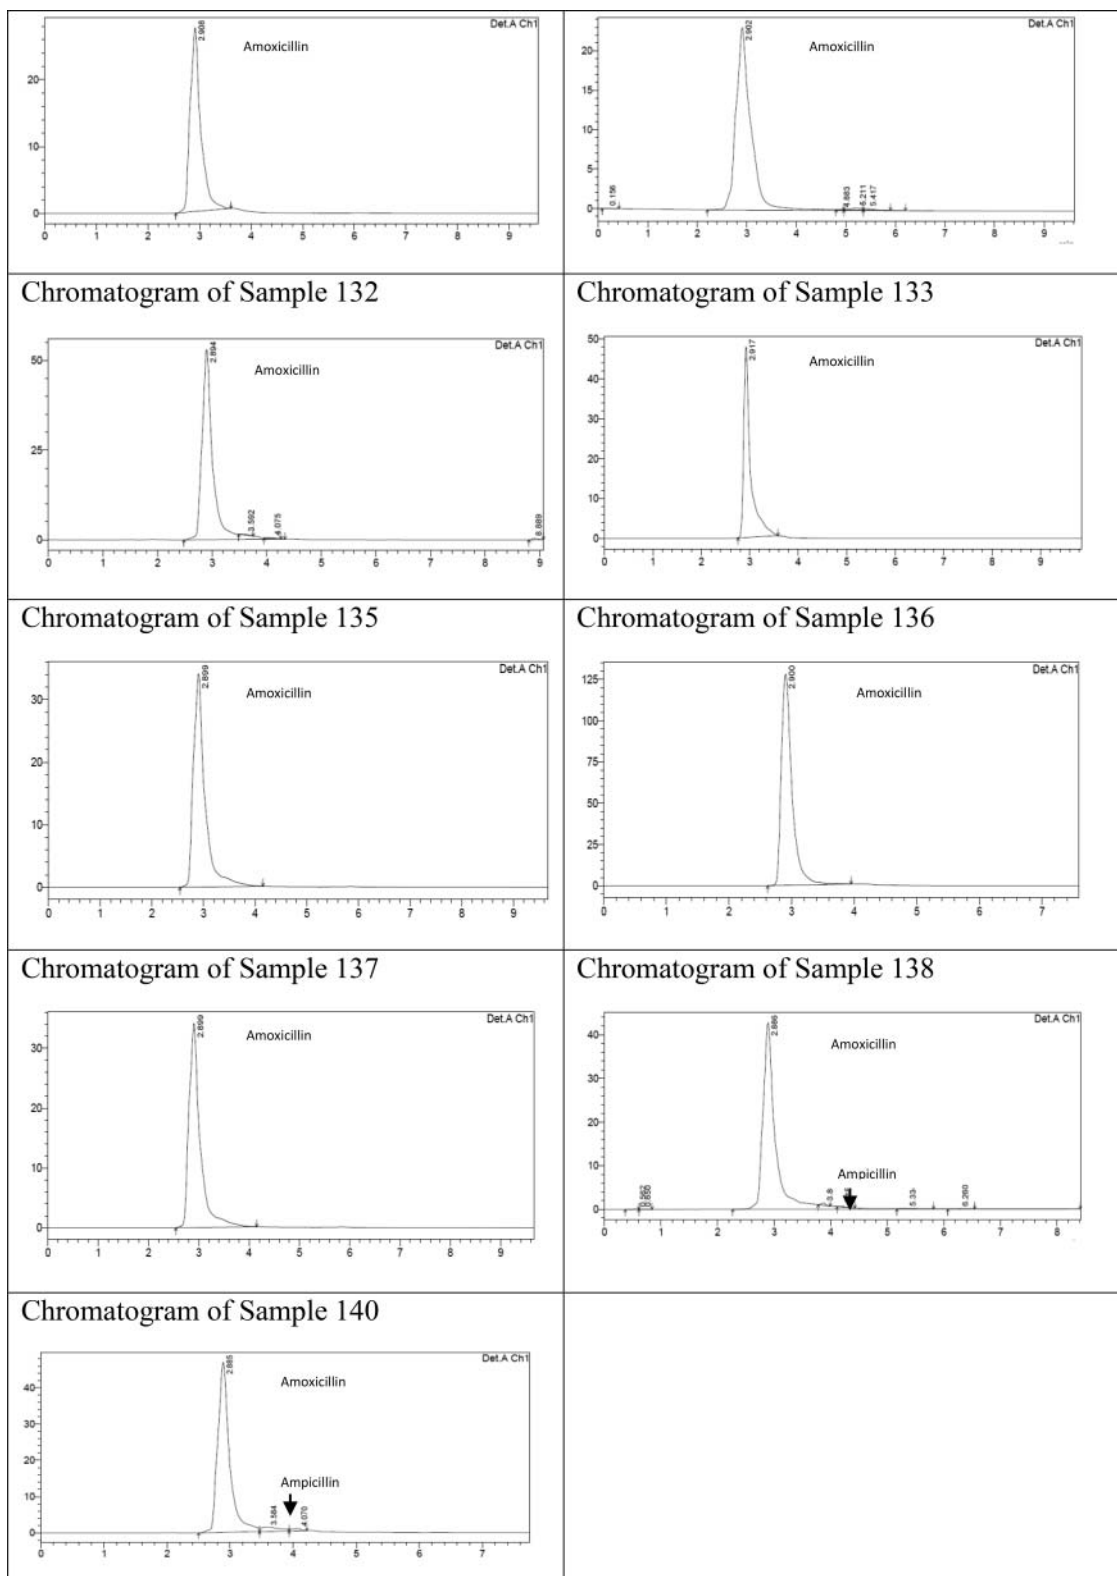 Det.A Ch1
2.908
Amoxicillin
20
10
0
0 1 2 3 4 5 6 7 8 9
Det.A Ch1
2.902
Amoxicillin
20
15
10
5
0
0.156
4.883
5.211
5.417
0 1 2 3 4 5 6 7 8 9
Chromatogram of Sample 132
Det.A Ch1
2.894
Amoxicillin
50
25
0
3.592
4.075
8.889
0 1 2 3 4 5 6 7 8 9
Chromatogram of Sample 133
Det.A Ch1
2.917
Amoxicillin
50
40
30
20
10
0
0 1 2 3 4 5 6 7 8 9
Chromatogram of Sample 135
Det.A Ch1
2.899
Amoxicillin
30
20
10
0
0 1 2 3 4 5 6 7 8 9
Chromatogram of Sample 136
Det.A Ch1
2.900
Amoxicillin
125
100
75
50
25
0
0 1 2 3 4 5 6 7
Chromatogram of Sample 137
Det.A Ch1
2.899
Amoxicillin
30
20
10
0
0 1 2 3 4 5 6 7 8 9
Chromatogram of Sample 138
Det.A Ch1
2.886
Amoxicillin
40
30
20
10
0
Ampicillin
5.33
6.290
0 1 2 3 4 5 6 7 8
Chromatogram of Sample 140
Det.A Ch1
2.885
Amoxicillin
40
30
20
10
0
Ampicillin
3.584
4.070
0 1 2 3 4 5 6 7